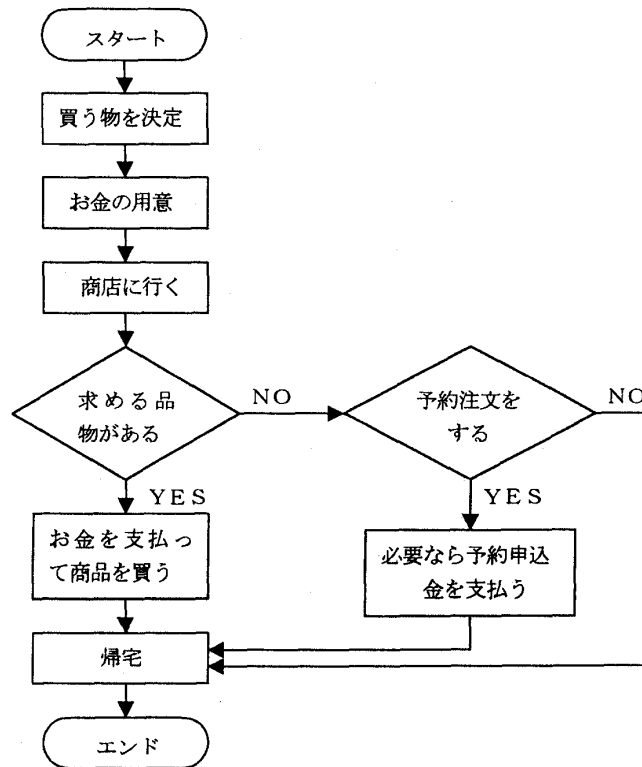 スタート
買う物を決定
お金の用意
商店に行く
求める品
物がある
NO
予約注文を
する
NO
YES
お金を支払っ
て商品を買う
YES
必要なら予約申込
金を支払う
帰宅
エンド